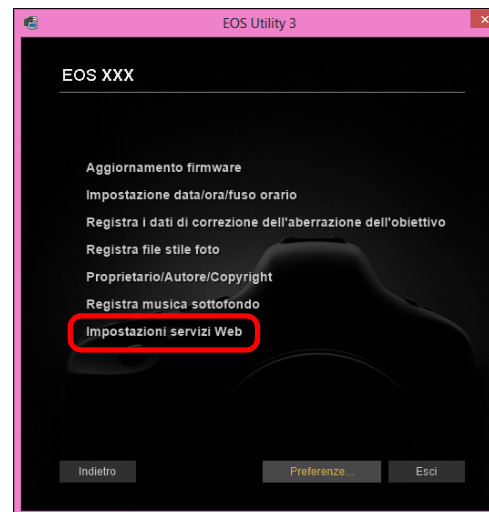 EOS Utility 3
EOS XXX
Aggiornamento firmware
Impostazione data/ora/fuso orario
Registra i dati di correzione dell'aberrazione dell'obiettivo
Registra file stile foto
Proprietario/Autore/Copyright
Registra musica sottofondo
Impostazioni servizi Web
Indietro Preferenze... Esci